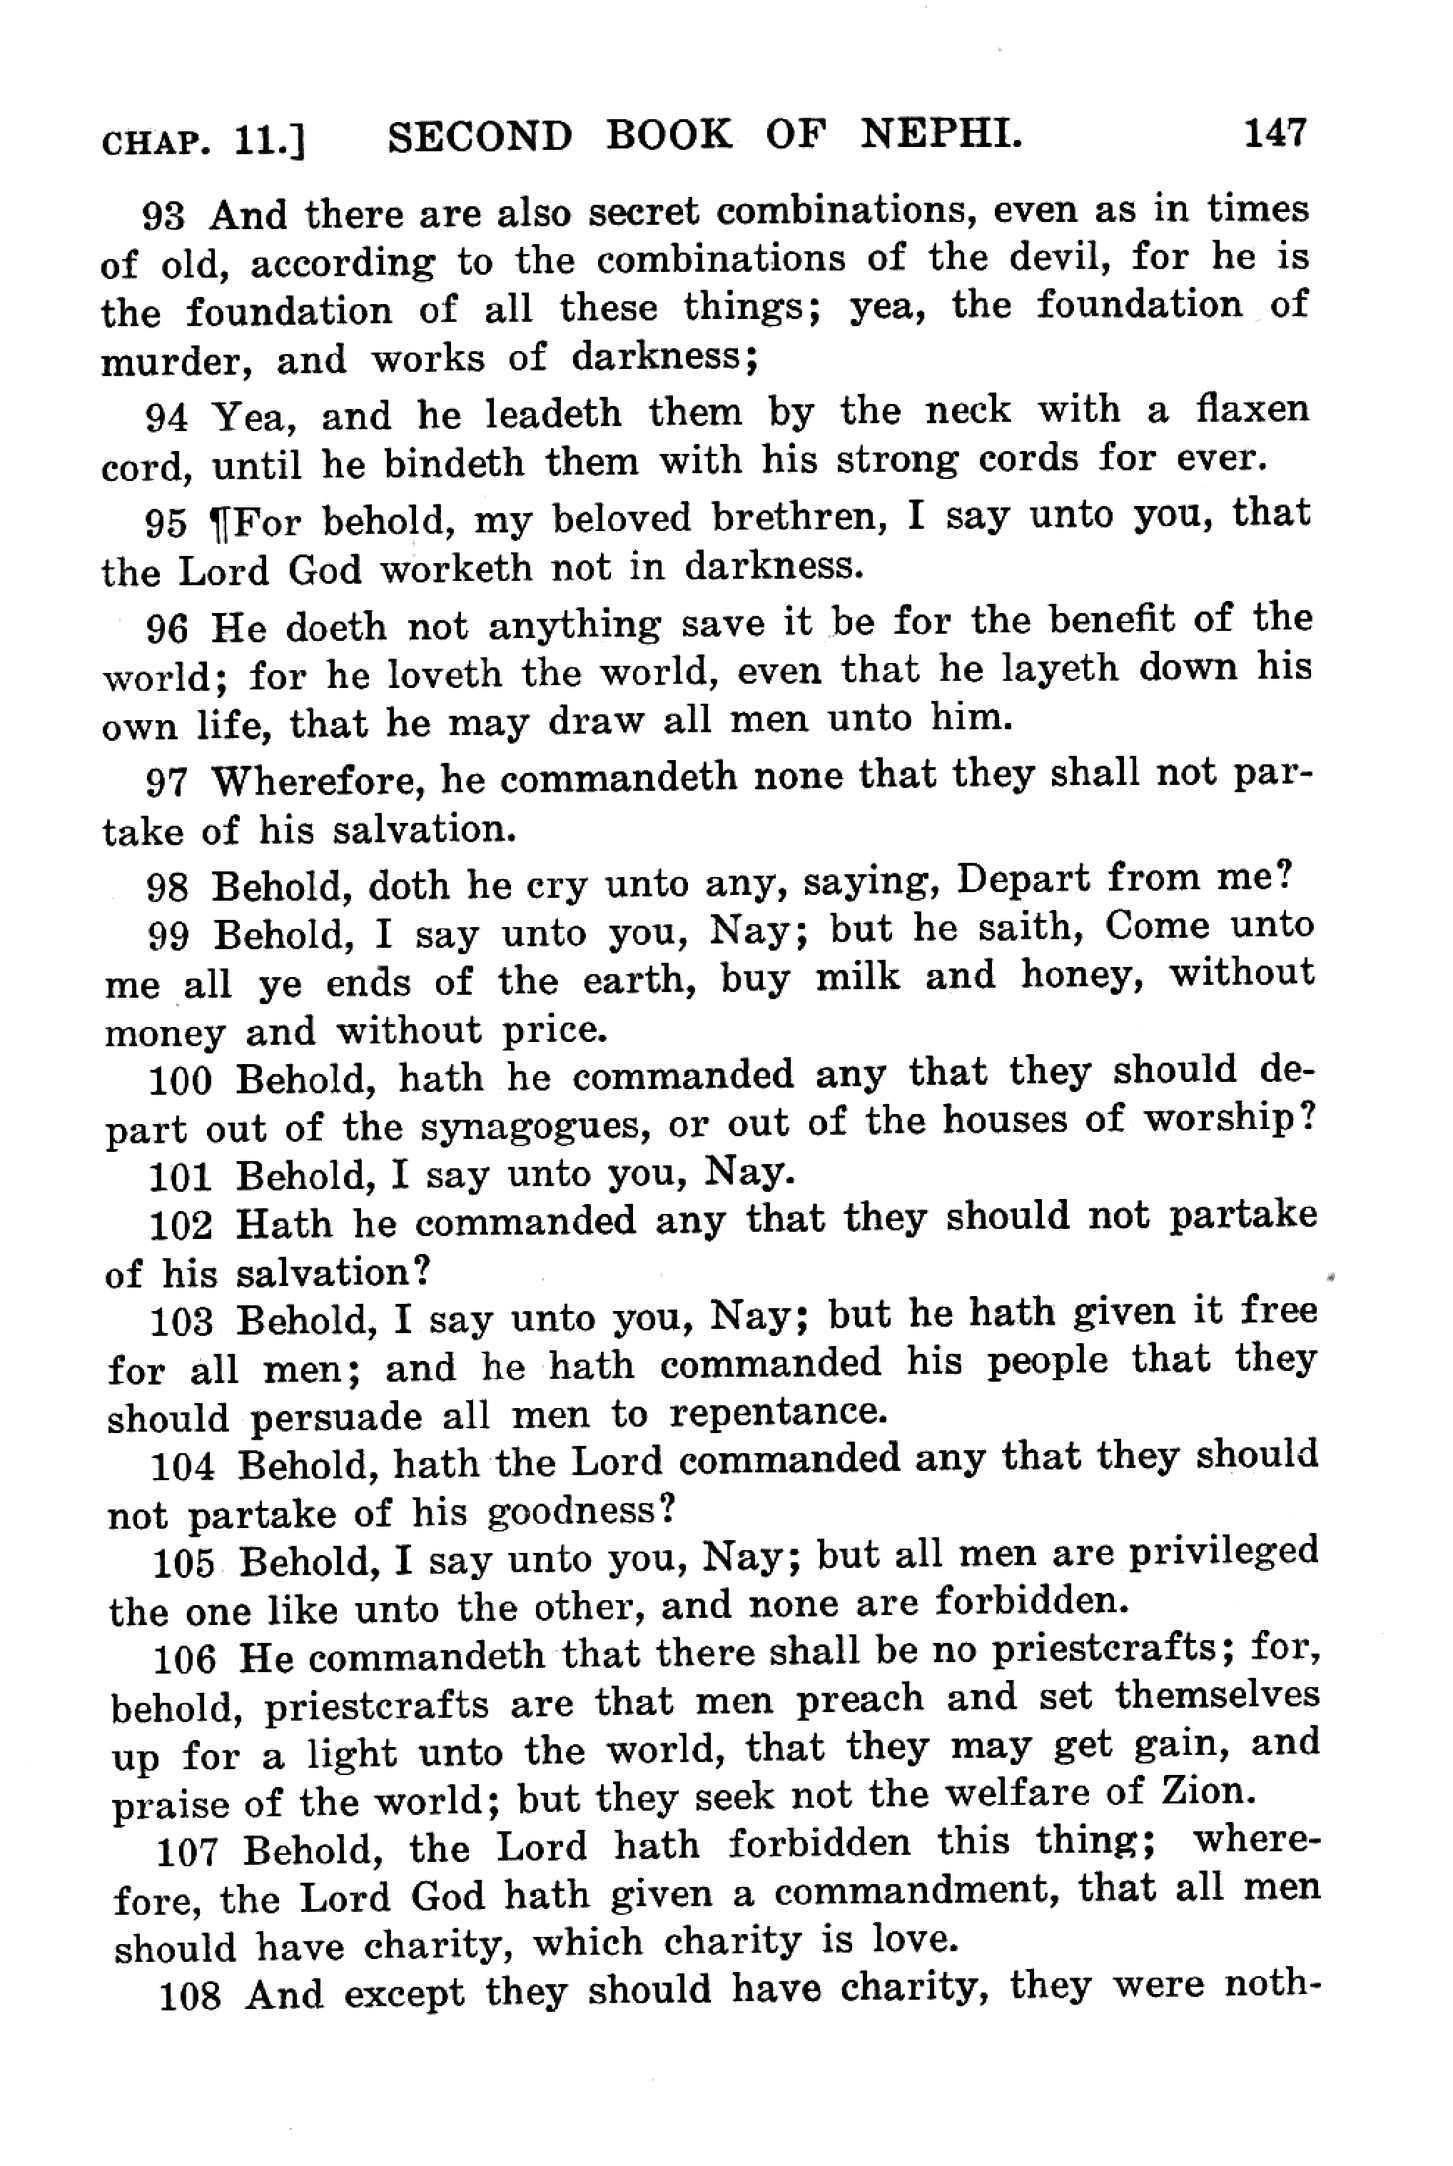 CHAP. 11.] SECOND BOOK OF NEPHI. 147
93 And there are also secret combinations, even as in times
of old, according to the combinations of the devil, for he is
the foundation of all these things; yea, the foundation of
murder, and works of darkness;
94 Yea, and he leadeth them by the neck with a flaxen
cord, until he bindeth them with his strong cords for ever.
95 ¶For behold, my beloved brethren, I say unto you, that
the Lord God worketh not in darkness.
96 He doeth not anything save it be for the benefit of the
world; for he loveth the world, even that he layeth down his
own life, that he may draw all men unto him.
97 Wherefore, he commandeth none that they shall not par-
take of his salvation.
98 Behold, doth he cry unto any, saying, Depart from me?
99 Behold, I say unto you, Nay; but he saith, Come unto
me all ye ends of the earth, buy milk and honey, without
money and without price.
100 Behold, hath he commanded any that they should de-
part out of the synagogues, or out of the houses of worship?
101 Behold, I say unto you, Nay.
102 Hath he commanded any that they should not partake
of his salvation?
103 Behold, I say unto you, Nay; but he hath given it free
for all men; and he hath commanded his people that they
should persuade all men to repentance.
104 Behold, hath the Lord commanded any that they should
not partake of his goodness?
105 Behold, I say unto you, Nay; but all men are privileged
the one like unto the other, and none are forbidden.
106 He commandeth that there shall be no priestcrafts; for,
behold, priestcrafts are that men preach and set themselves
up for a light unto the world, that they may get gain, and
praise of the world; but they seek not the welfare of Zion.
107 Behold, the Lord hath forbidden this thing; where-
fore, the Lord God hath given a commandment, that all men
should have charity, which charity is love.
108 And except they should have charity, they were noth-